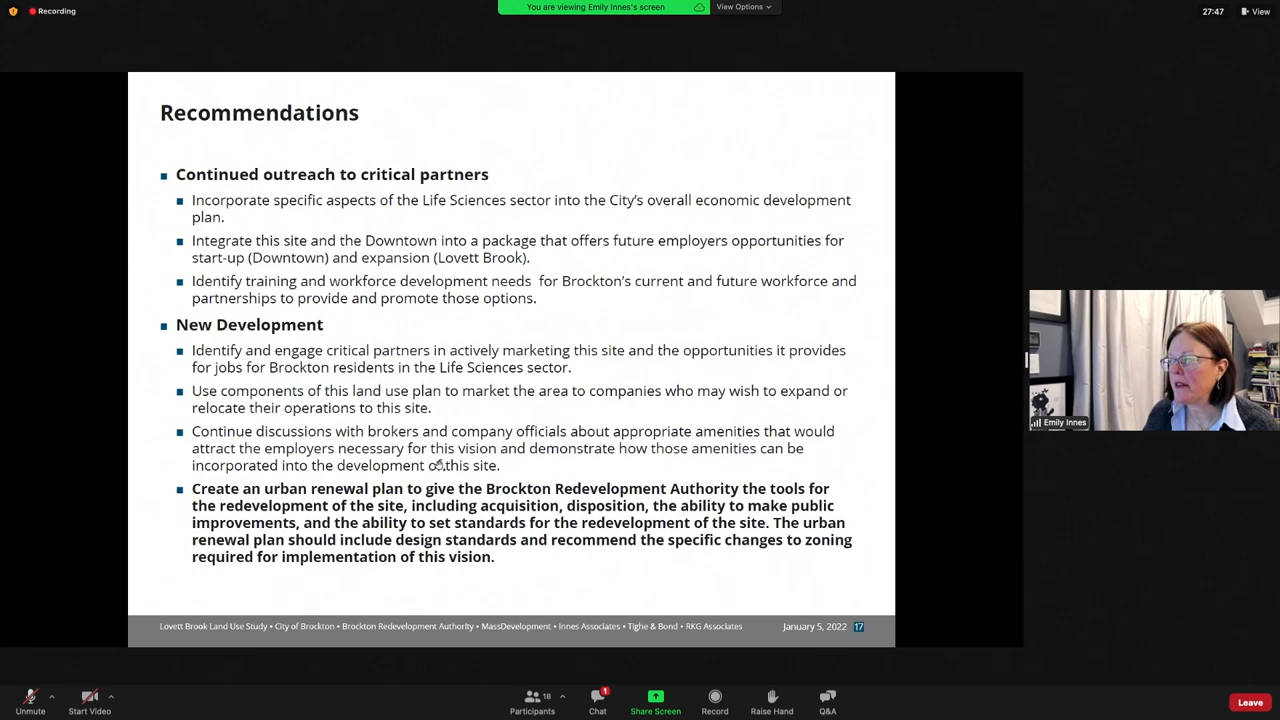 Recording
You are viewing Emily Innes's screen
View Options
27:47
View
Recommendations
Continued outreach to critical partners
Incorporate specific aspects of the Life Sciences sector into the City's overall economic development
plan.
Integrate this site and the Downtown into a package that offers future employers opportunities for
start-up (Downtown) and expansion (Lovett Brook).
Identify training and workforce development needs for Brockton's current and future workforce and
partnerships to provide and promote those options.
New Development
Identify and engage critical partners in actively marketing this site and the opportunities it provides
for jobs for Brockton residents in the Life Sciences sector.
Use components of this land use plan to market the area to companies who may wish to expand or
relocate their operations to this site.
Continue discussions with brokers and company officials about appropriate amenities that would
attract the employers necessary for this vision and demonstrate how those amenities can be
incorporated into the development of this site.
Create an urban renewal plan to give the Brockton Redevelopment Authority the tools for
the redevelopment of the site, including acquisition, disposition, the ability to make public
improvements, and the ability to set standards for the redevelopment of the site. The urban
renewal plan should include design standards and recommend the specific changes to zoning
required for implementation of this vision.
Lovett Brook Land Use Study • City of Brockton • Brockton Redevelopment Authority • MassDevelopment • Innes Associates • Tighe & Bond • RKG Associates
January 5, 2022 17
Emily Innes
Unmute
Start Video
Participants
18
Chat
1
Share Screen
Record
Raise Hand
Q&A
Leave